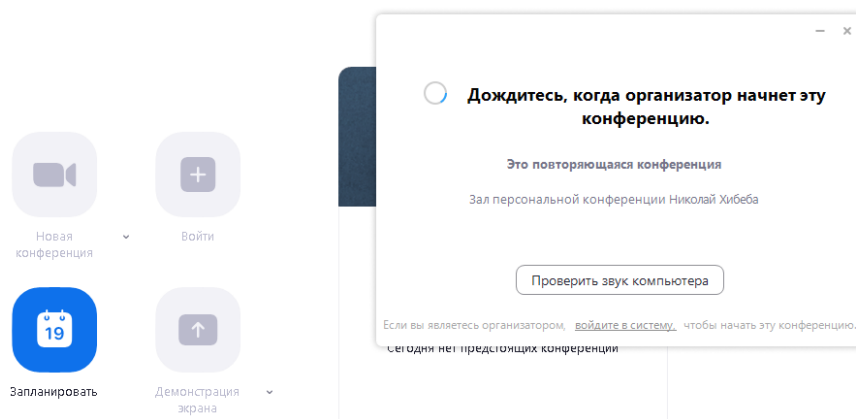 Дождитесь, когда организатор начнет эту
конференцию.
Это повторяющаяся конференция
Зал персональной конференции Николай Хибеба
Проверить звук компьютера
Если вы являетесь организатором, войдите в систему, чтобы начать эту конференцию.
Сегодня нет предстоящих конференций
Новая
конференция
Войти
19
Запланировать
Демонстрация
экрана